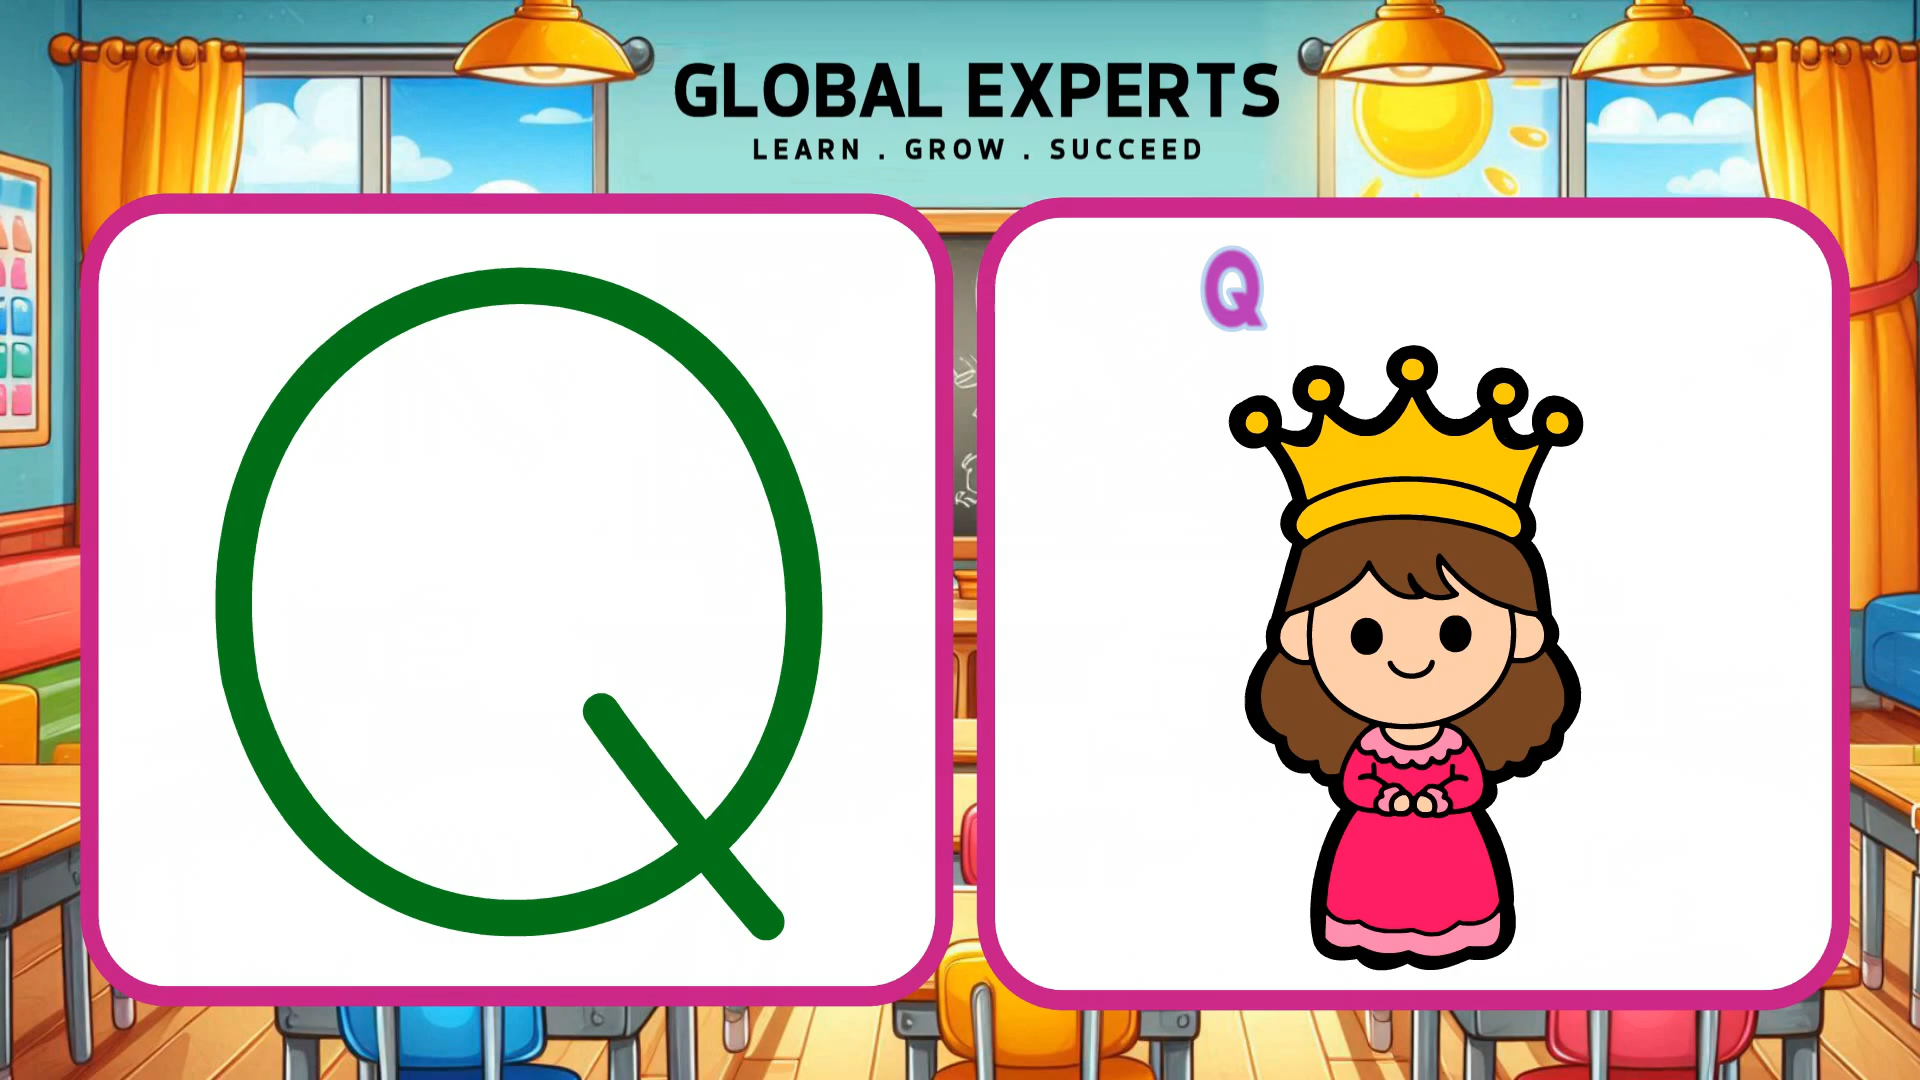 GLOBAL EXPERTS
LEARN . GROW . SUCCEED
Q
Q